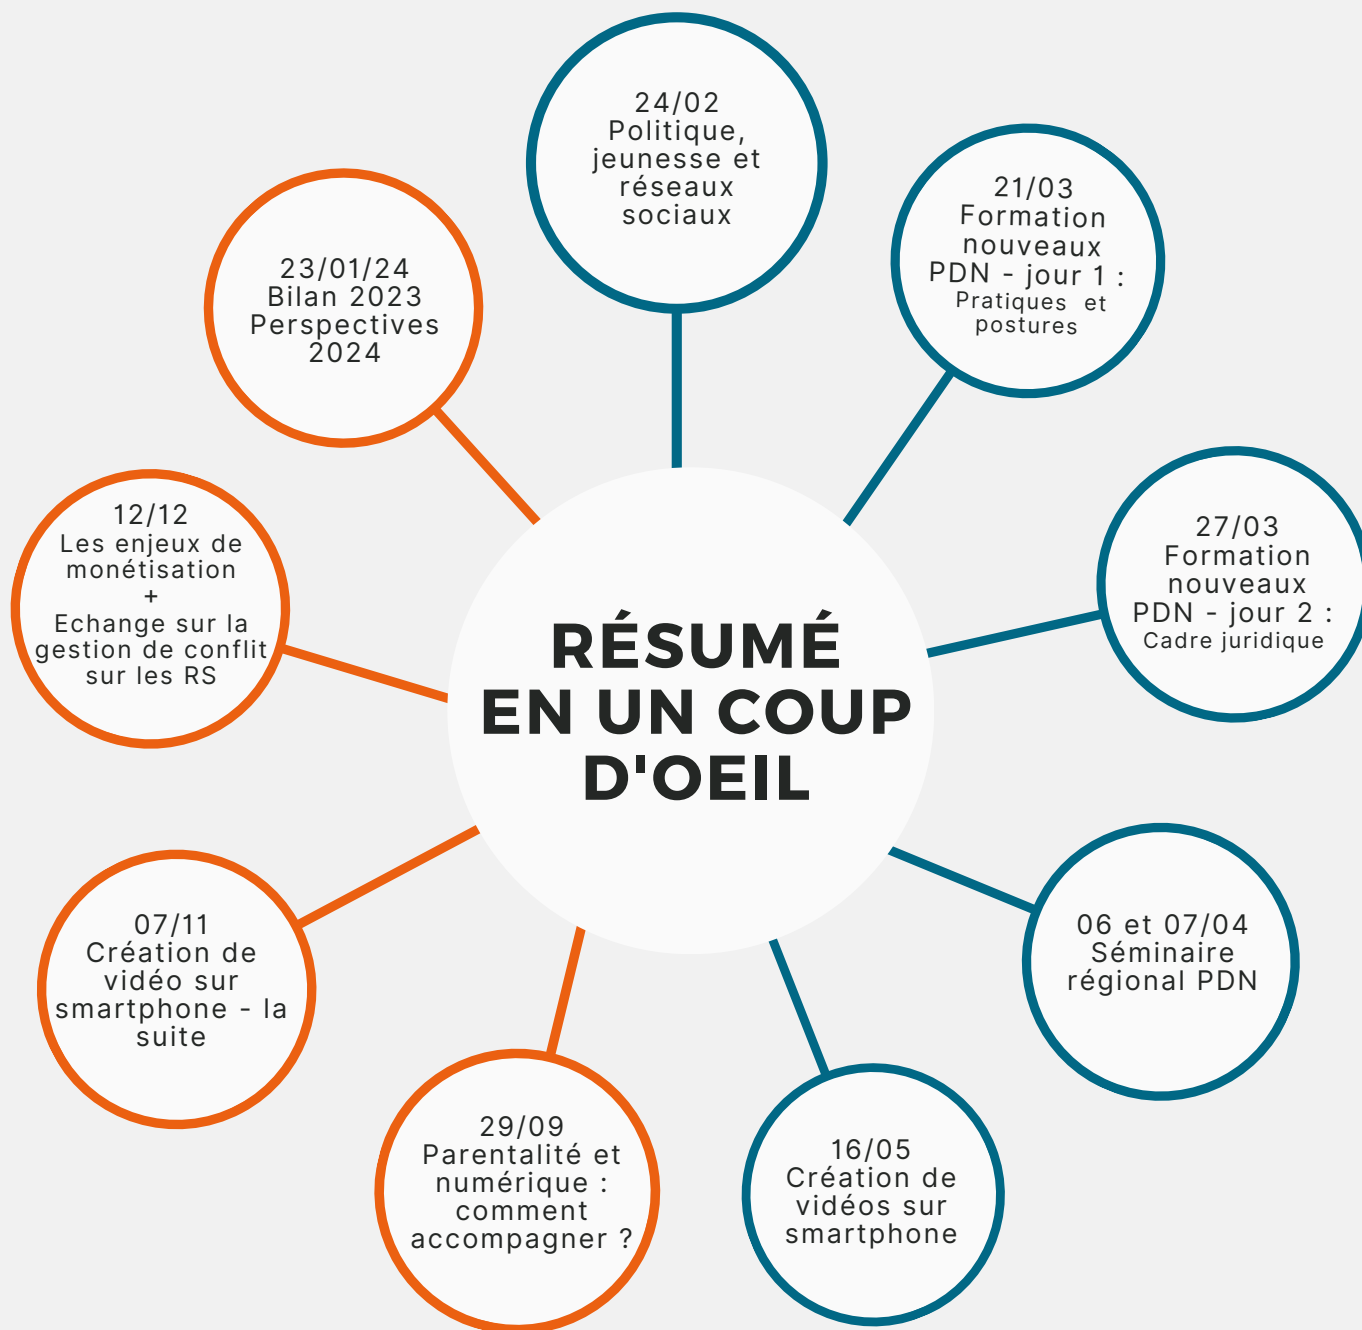 24/02
Politique,
jeunesse et
réseaux
sociaux
21/03
Formation
nouveaux
PDN - jour 1 :
Pratiques et
postures
27/03
Formation
nouveaux
PDN - jour 2 :
Cadre juridique
06 et 07/04
Séminaire
régional PDN
16/05
Création de
vidéos sur
smartphone
29/09
Parentalité et
numérique :
comment
accompagner ?
07/11
Création de
vidéo sur
smartphone - la
suite
12/12
Les enjeux de
monétisation
+
Echange sur la
gestion de conflit
sur les RS
23/01/24
Bilan 2023
Perspectives
2024
RÉSUMÉ
EN UN COUP
D'OEIL